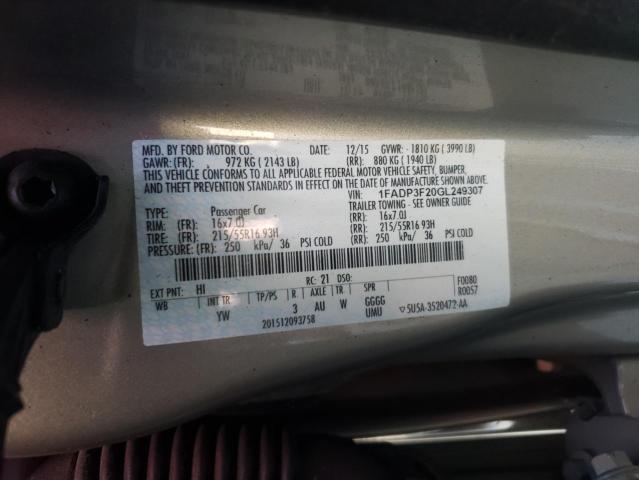 MFD. BY FORD MOTOR CO. DATE: 12/15 GVWR: 1810 KG ( 3990 LB)
GAWR: (FR): 972 KG ( 2143 LB) (RR): 880 KG ( 1940 LB)
THIS VEHICLE CONFORMS TO ALL APPLICABLE FEDERAL MOTOR VEHICLE SAFETY, BUMPER,
AND THEFT PREVENTION STANDARDS IN EFFECT ON THE DATE OF MANUFACTURE SHOWN ABOVE.
VIN: 1FADP3F20GL249307
TYPE: Passenger Car TRAILER TOWING - SEE OWNER GUIDE
RIM: (FR): 16x7.0J (RR): 16x7.0J
TIRE: (FR): 215/55R16 93H (RR): 215/55R16 93H
PRESSURE: (FR): 250 kPa/ 36 PSI COLD (RR): 250 kPa/ 36 PSI COLD
EXT PNT: HI RC: 21 DSO: F0080
WB INT TR TP/PS R AXLE TR SPR R0057
YW 3 AU W GGGG 5U5A-3520472-AA
UMU
201512093758